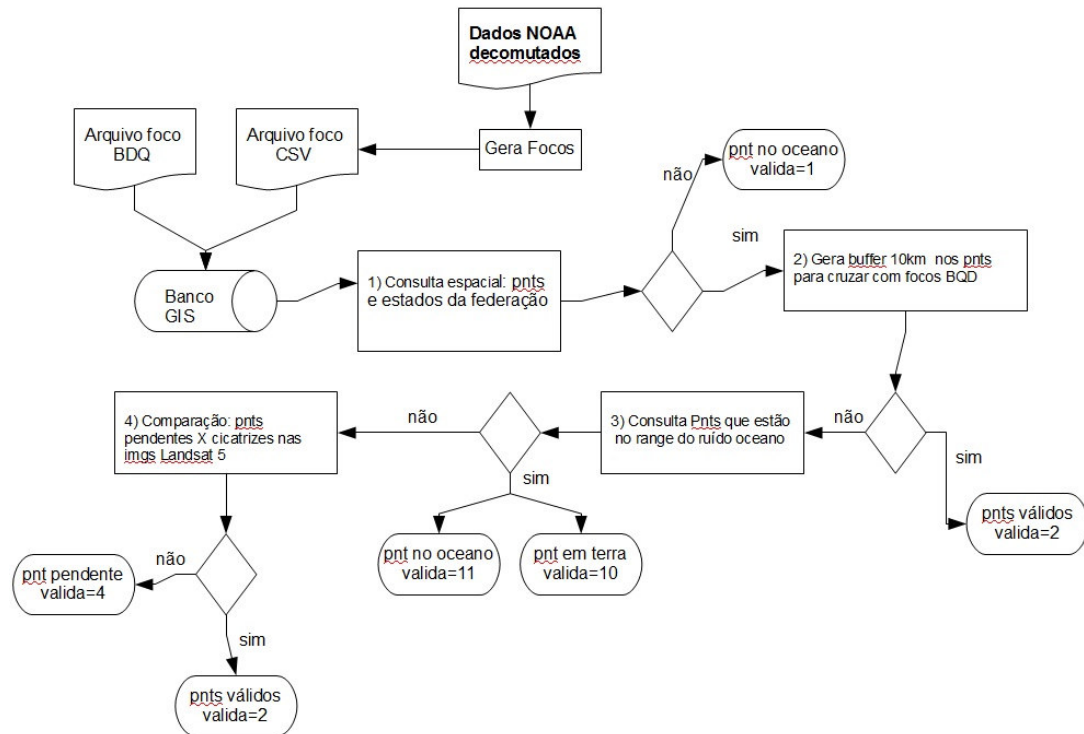 Dados NOAA
decomutados
Arquivo foco
BDQ
Arquivo foco
CSV
Gera Focos
pnt no oceano
valida=1
não
sim
Banco
GIS
1) Consulta espacial: pnts
e estados da federação
2) Gera buffer 10km nos pnts
para cruzar com focos BQD
4) Comparação: pnts
pendentes X cicatrizes nas
imgs Landsat 5
não
sim
3) Consulta Pnts que estão
no range do ruído oceano
não
sim
pnts válidos
valida=2
pnt no oceano
valida=11
pnt em terra
valida=10
não
pnt pendente
valida=4
sim
pnts válidos
valida=2